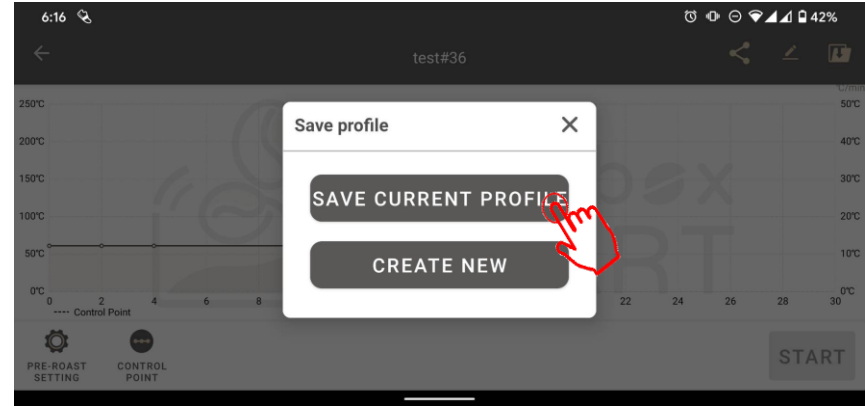 6:16
42%
test#36
C/min
250℃
50℃
200℃
40℃
150℃
30℃
100℃
20℃
50℃
10℃
0℃
0℃
0 2 4 6 8 22 24 26 28 30
---- Control Point
Save profile
SAVE CURRENT PROFILE
CREATE NEW
PRE-ROAST
SETTING
CONTROL
POINT
START